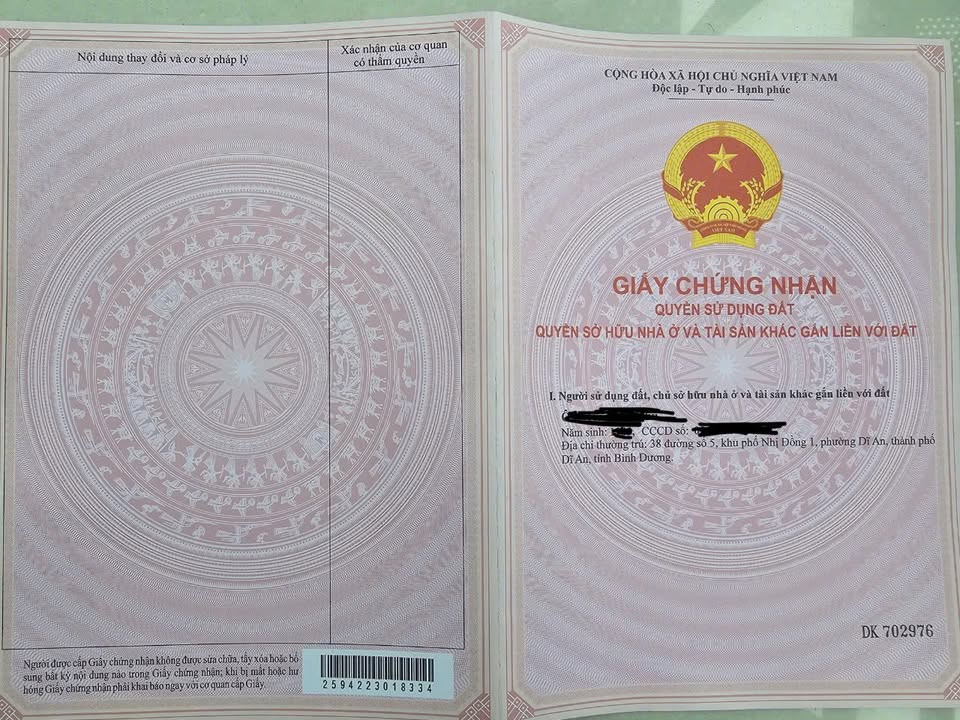 Nội dung thay đổi và cơ sở pháp lý
Xác nhận của cơ quan
có thẩm quyền
Người được cấp Giấy chứng nhận không được sửa chữa, tẩy xóa hoặc bổ
sung bất kỳ nội dung nào trong Giấy chứng nhận; khi bị mất hoặc hư
hỏng Giấy chứng nhận phải khai báo ngay với cơ quan cấp Giấy.
2594223018334
CỘNG HÒA XÃ HỘI CHỦ NGHĨA VIỆT NAM
Độc lập - Tự do - Hạnh phúc
VIỆT NAM
GIẤY CHỨNG NHẬN
QUYỀN SỬ DỤNG ĐẤT
QUYỀN SỞ HỮU NHÀ Ở VÀ TÀI SẢN KHÁC GẮN LIỀN VỚI ĐẤT
I. Người sử dụng đất, chủ sở hữu nhà ở và tài sản khác gắn liền với đất
Năm sinh: , CCCD số:
Địa chỉ thường trú: 38 đường số 5, khu phố Nhị Đồng 1, phường Dĩ An, thành phố
Dĩ An, tỉnh Bình Dương.
DK 702976